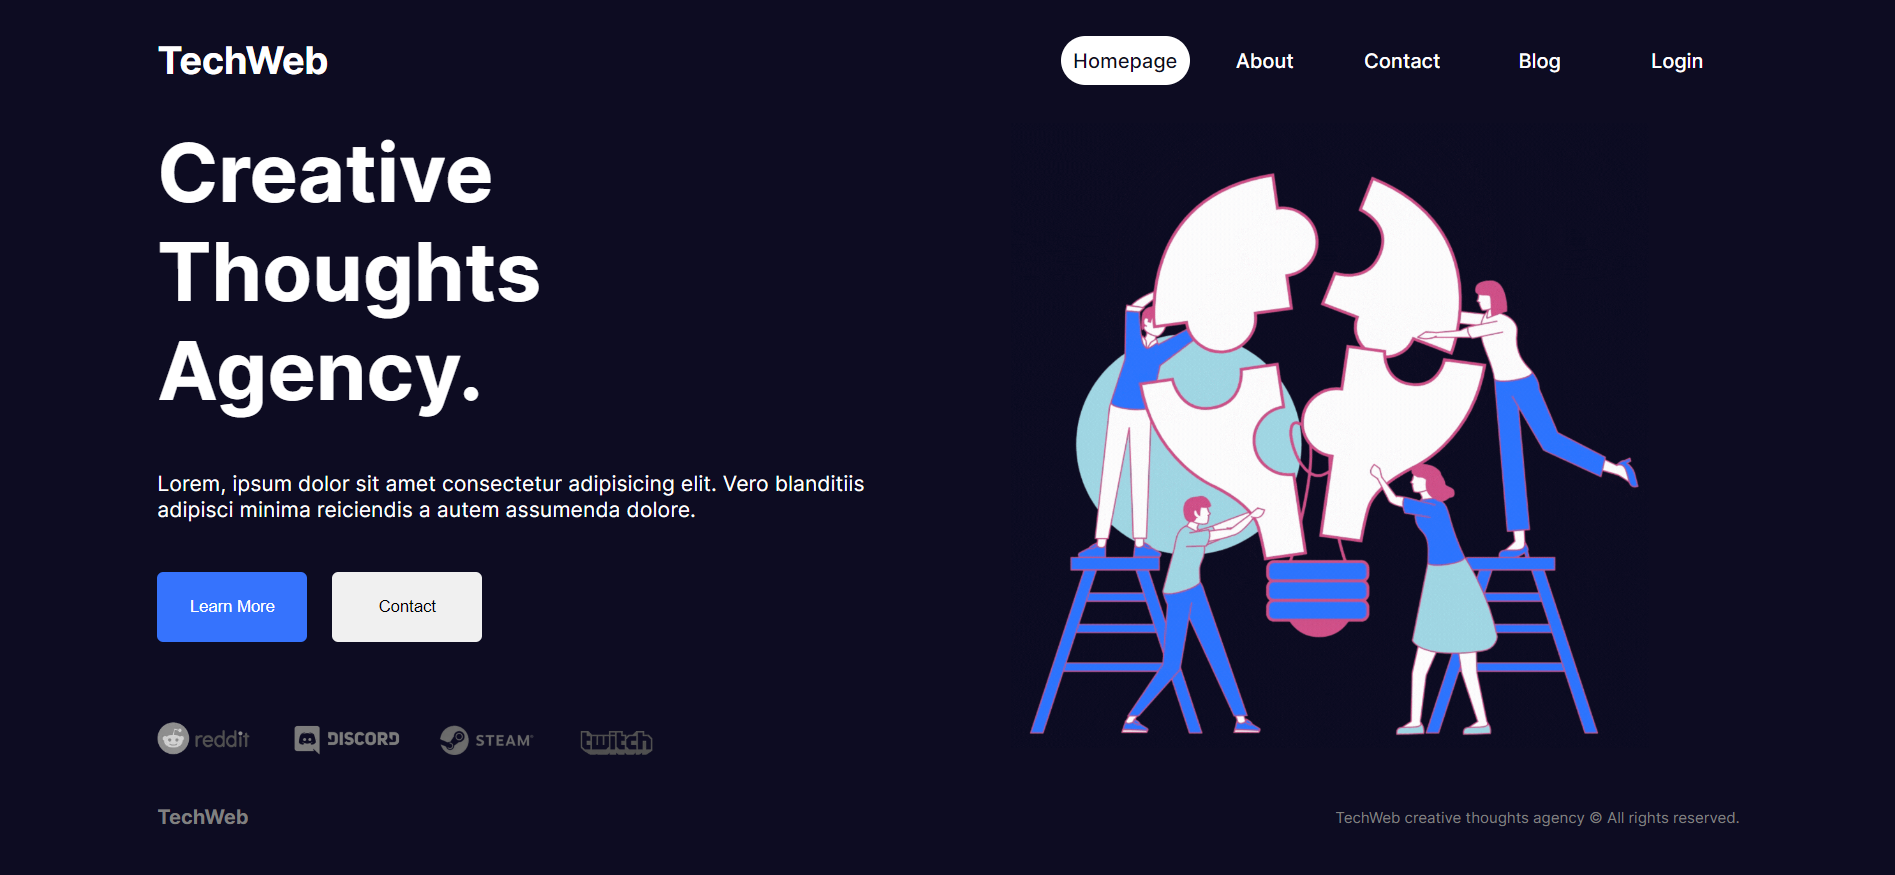 TechWeb
Homepage About Contact Blog Login
Creative
Thoughts
Agency.
Lorem, ipsum dolor sit amet consectetur adipisicing elit. Vero blanditiis
adipisci minima reiciendis a autem assumenda dolore.
Learn More Contact
reddit DISCORD STEAM twitch
TechWeb TechWeb creative thoughts agency © All rights reserved.